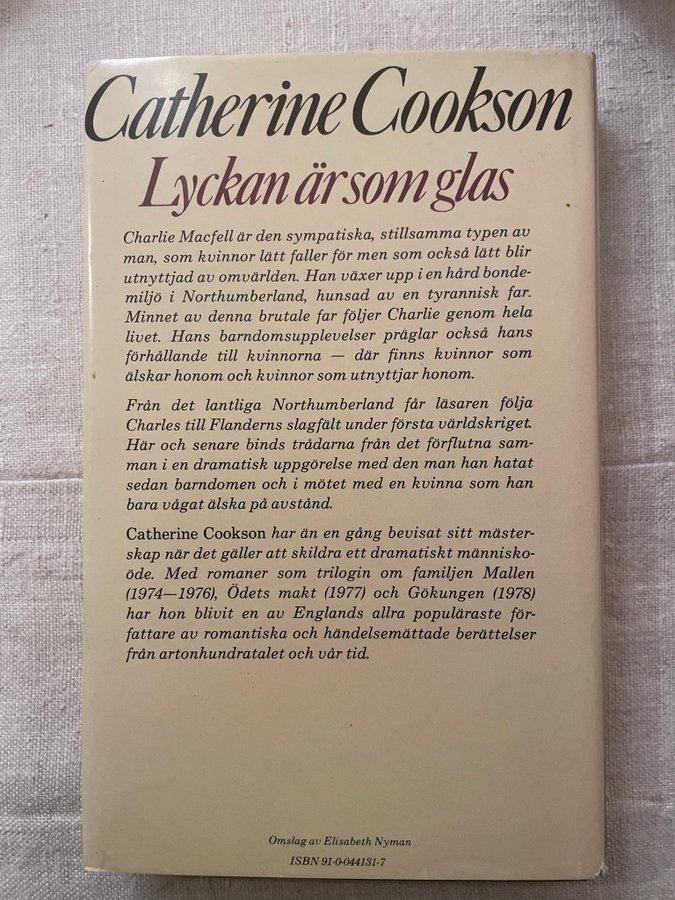 Catherine Cookson
Lyckan är som glas
Charlie Macfell är den sympatiska, stillsamma typen av
man, som kvinnor lätt faller för men som också lätt blir
utnyttjad av omvärlden. Han växer upp i en hård bonde-
miljö i Northumberland, hunsad av en tyrannisk far.
Minnet av denna brutale far följer Charlie genom hela
livet. Hans barndomsupplevelser präglar också hans
förhållande till kvinnorna — där finns kvinnor som
älskar honom och kvinnor som utnyttjar honom.
Från det lantliga Northumberland får läsaren följa
Charles till Flanderns slagfält under första världskriget.
Här och senare binds trådarna från det förflutna sam-
man i en dramatisk uppgörelse med den man han hatat
sedan barndomen och i mötet med en kvinna som han
bara vågat älska på avstånd.
Catherine Cookson har än en gång bevisat sitt mäster-
skap när det gäller att skildra ett dramatiskt människo-
öde. Med romaner som trilogin om familjen Mallen
(1974—1976), Ödets makt (1977) och Gökungen (1978)
har hon blivit en av Englands allra populäraste för-
fattare av romantiska och händelsemättade berättelser
från artonhundratalet och vår tid.
Omslag av Elisabeth Nyman
ISBN 91-0-044131-7